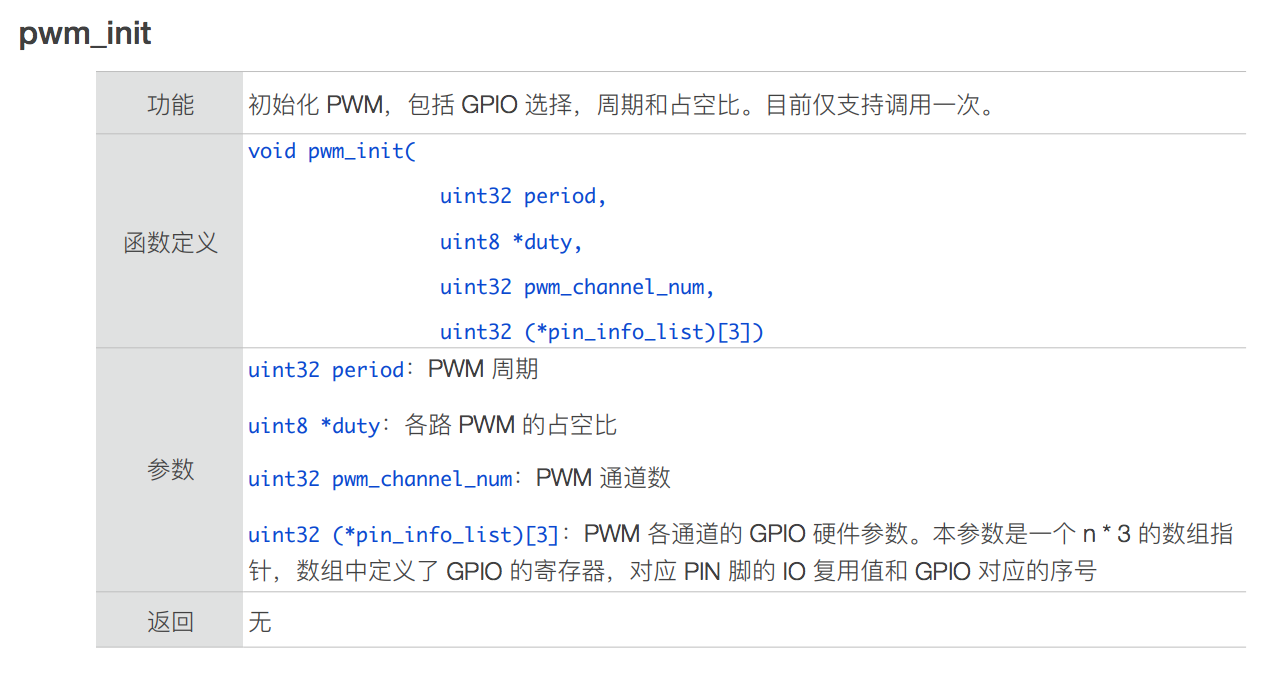 pwm_init
功能
初始化 PWM，包括 GPIO 选择，周期和占空比。目前仅支持调用一次。
函数定义
void pwm_init(
uint32 period,
uint8 *duty,
uint32 pwm_channel_num,
uint32 (*pin_info_list)[3])
参数
uint32 period：PWM 周期
uint8 *duty：各路 PWM 的占空比
uint32 pwm_channel_num：PWM 通道数
uint32 (*pin_info_list)[3]：PWM 各通道的 GPIO 硬件参数。本参数是一个 n * 3 的数组指
针，数组中定义了 GPIO 的寄存器，对应 PIN 脚的 IO 复用值和 GPIO 对应的序号
返回
无